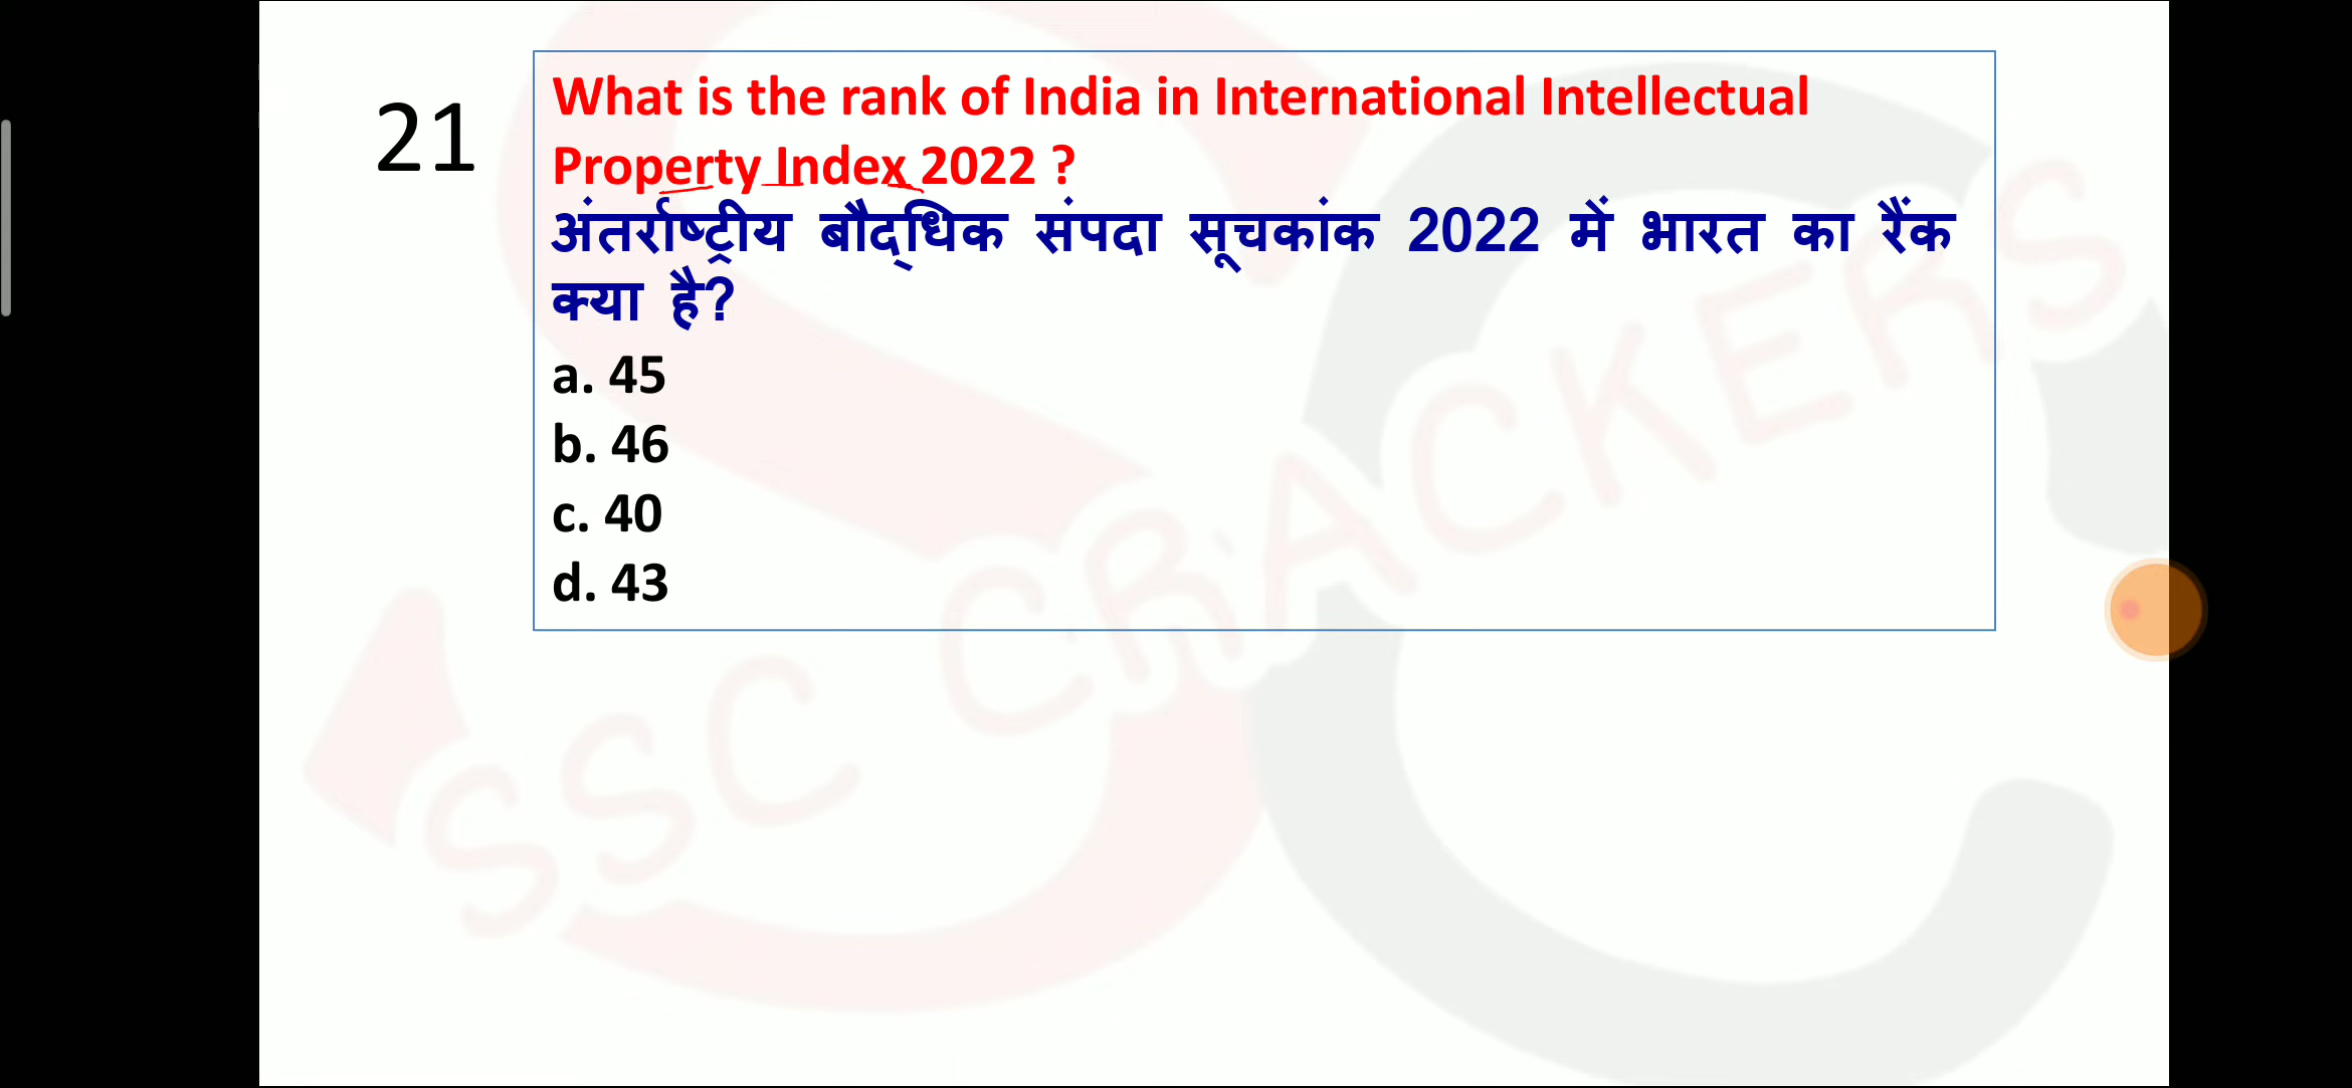 21
What is the rank of India in International Intellectual
Property Index 2022 ?
अंतर्राष्ट्रीय बौद्धिक संपदा सूचकांक 2022 में भारत का रैंक
क्या है?
a. 45
b. 46
c. 40
d. 43
SSC CRACKERS